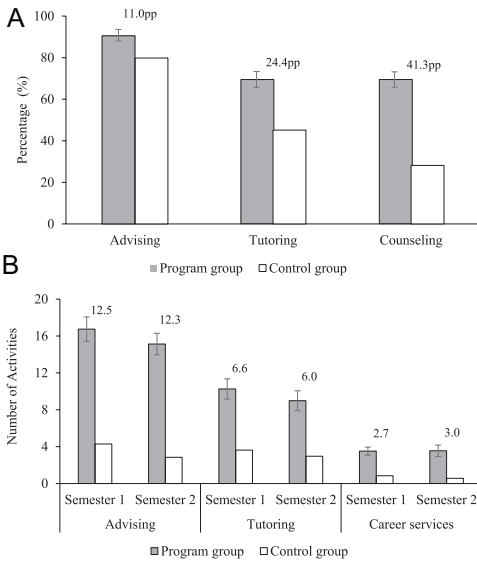 A
11.0pp
24.4pp
41.3pp
100
80
60
40
20
0
Percentage (%)
Advising Tutoring Counseling
Program group Control group
B
20
16
12
8
4
0
Number of Activities
12.5
12.3
6.6
6.0
2.7
3.0
Semester 1 Semester 2 Semester 1 Semester 2 Semester 1 Semester 2
Advising Tutoring Career services
Program group Control group